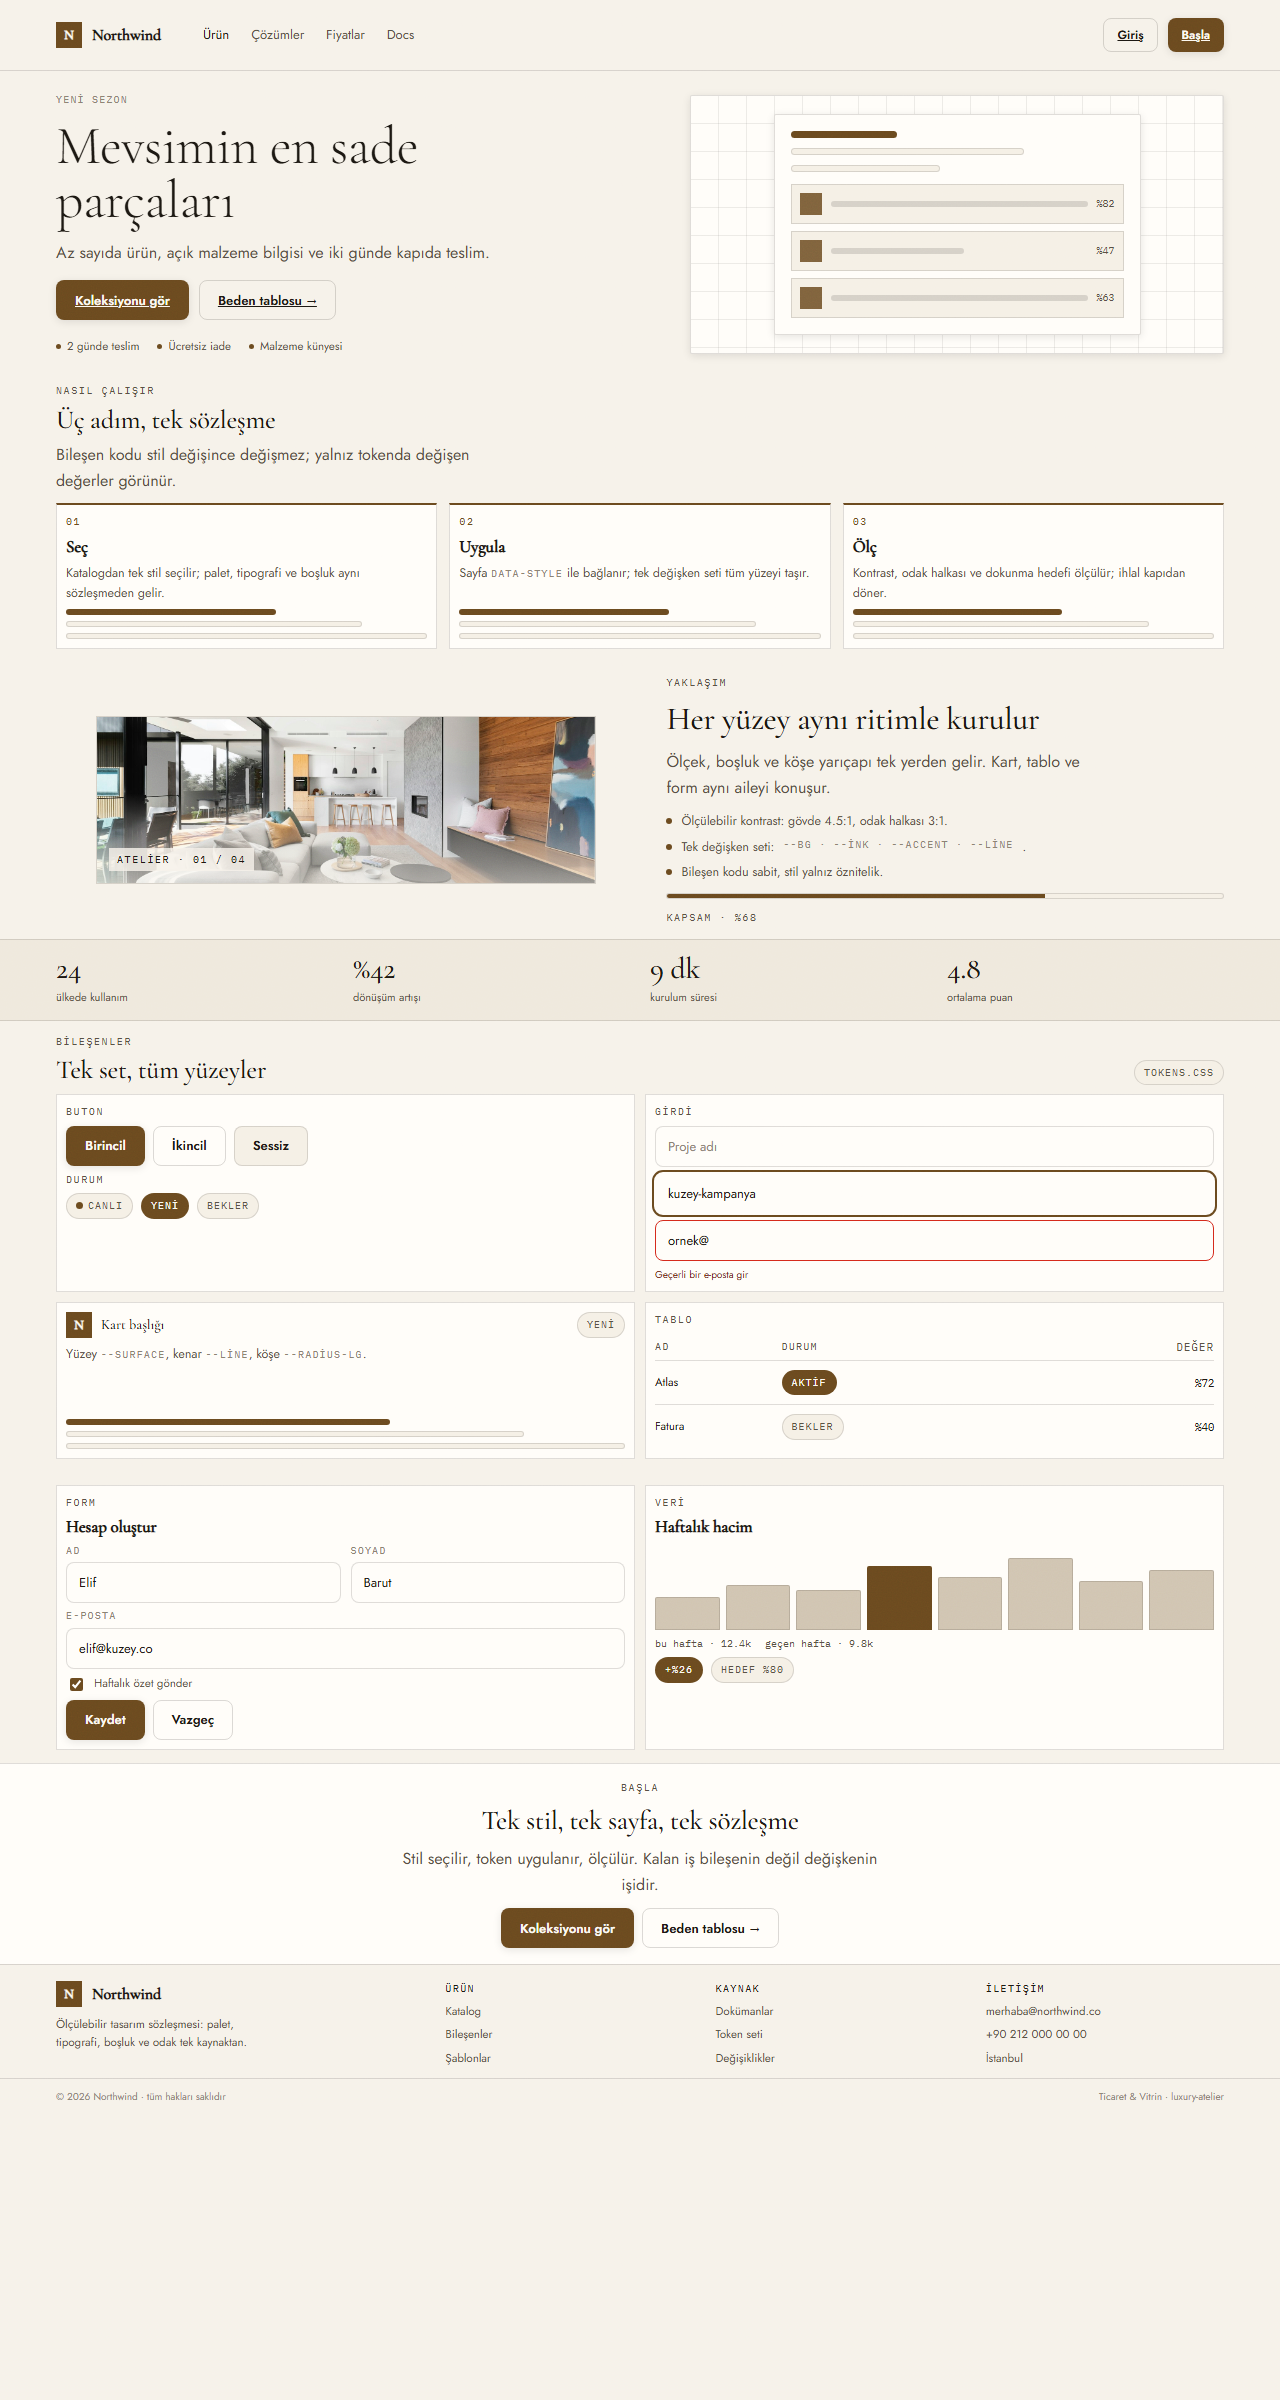 N Northwind Ürün Çözümler Fiyatlar Docs Giriş Başla
YENİ SEZON
Mevsimin en sade
parçaları
Az sayıda ürün, açık malzeme bilgisi ve iki günde kapıda teslim.
Koleksiyonu gör Beden tablosu →
2 günde teslim Ücretsiz iade Malzeme künyesi
%82
%47
%63
NASIL ÇALIŞIR
Üç adım, tek sözleşme
Bileşen kodu stil değişince değişmez; yalnız tokenda değişen
değerler görünür.
01
Seç
Katalogdan tek stil seçilir; palet, tipografi ve boşluk aynı
sözleşmeden gelir.
02
Uygula
Sayfa DATA-STYLE ile bağlanır; tek değişken seti tüm yüzeyi taşır.
03
Ölç
Kontrast, odak halkası ve dokunma hedefi ölçülür; ihlal kapıdan
döner.
ATELİER · 01 / 04
YAKLAŞIM
Her yüzey aynı ritimle kurulur
Ölçek, boşluk ve köşe yarıçapı tek yerden gelir. Kart, tablo ve
form aynı aileyi konuşur.
Ölçülebilir kontrast: gövde 4.5:1, odak halkası 3:1.
Tek değişken seti: --BG · --İNK · --ACCENT · --LİNE .
Bileşen kodu sabit, stil yalnız öznitelik.
KAPSAM · %68
24
ülkede kullanım
%42
dönüşüm artışı
9 dk
kurulum süresi
4.8
ortalama puan
BİLEŞENLER
Tek set, tüm yüzeyler
TOKENS.CSS
BUTON
Birincil İkincil Sessiz
DURUM
CANLI YENİ BEKLER
GİRDİ
Proje adı
kuzey-kampanya
ornek@
Geçerli bir e-posta gir
N Kart başlığı YENİ
Yüzey --SURFACE, kenar --LİNE, köşe --RADİUS-LG.
TABLO
AD DURUM DEĞER
Atlas AKTİF %72
Fatura BEKLER %40
FORM
Hesap oluştur
AD SOYAD
Elif Barut
E-POSTA
elif@kuzey.co
Haftalık özet gönder
Kaydet Vazgeç
VERİ
Haftalık hacim
bu hafta · 12.4k geçen hafta · 9.8k
+%26 HEDEF %80
BAŞLA
Tek stil, tek sayfa, tek sözleşme
Stil seçilir, token uygulanır, ölçülür. Kalan iş bileşenin değil değişkenin
işidir.
Koleksiyonu gör Beden tablosu →
N Northwind
Ölçülebilir tasarım sözleşmesi: palet,
tipografi, boşluk ve odak tek kaynaktan.
ÜRÜN
Katalog
Bileşenler
Şablonlar
KAYNAK
Dokümanlar
Token seti
Değişiklikler
İLETİŞİM
merhaba@northwind.co
+90 212 000 00 00
İstanbul
© 2026 Northwind · tüm hakları saklıdır
Ticaret & Vitrin · luxury-atelier